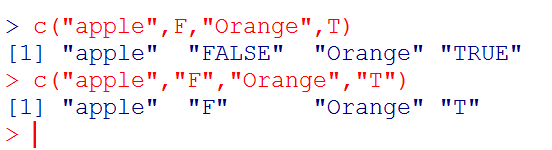 > c("apple",F,"Orange",T)
[1] "apple"  "FALSE"  "Orange" "TRUE"
> c("apple","F","Orange","T")
[1] "apple"  "F"      "Orange" "T"
>